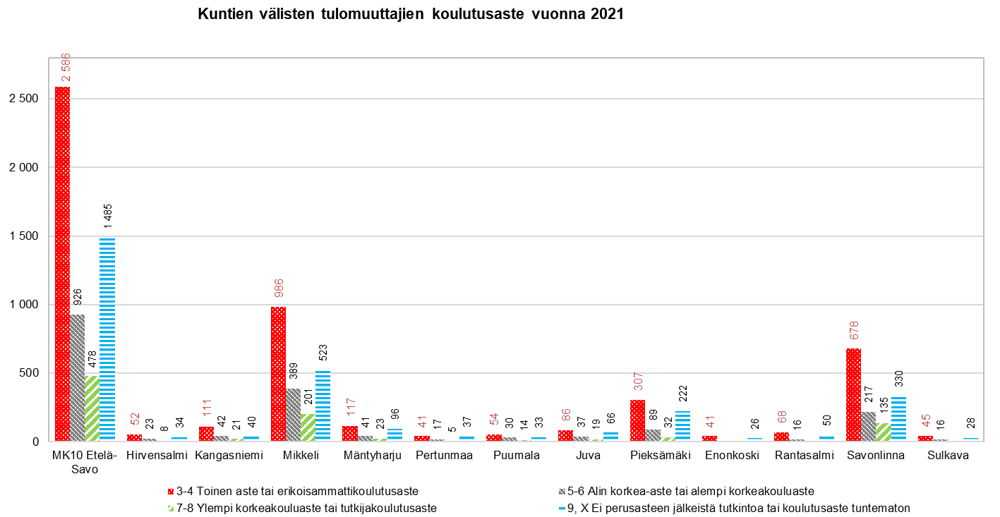 Kuntien välisten tulomuuttajien koulutusaste vuonna 2021
2 500
2 000
1 500
1 000
500
0
2 586
926
478
1 485
52
23
8
34
111
42
21
40
986
389
201
523
117
41
23
96
41
17
5
37
54
30
14
33
86
37
19
66
307
89
32
222
41
26
68
16
50
678
217
135
330
45
16
28
MK10 Etelä-
Savo
Hirvensalmi
Kangasniemi
Mikkeli
Mäntyharju
Pertunmaa
Puumala
Juva
Pieksämäki
Enonkoski
Rantasalmi
Savonlinna
Sulkava
3-4 Toinen aste tai erikoisammattikoulutusaste
5-6 Alin korkea-aste tai alempi korkeakouluaste
7-8 Ylempi korkeakouluaste tai tutkijakoulutusaste
9, X Ei perusasteen jälkeistä tutkintoa tai koulutusaste tuntematon